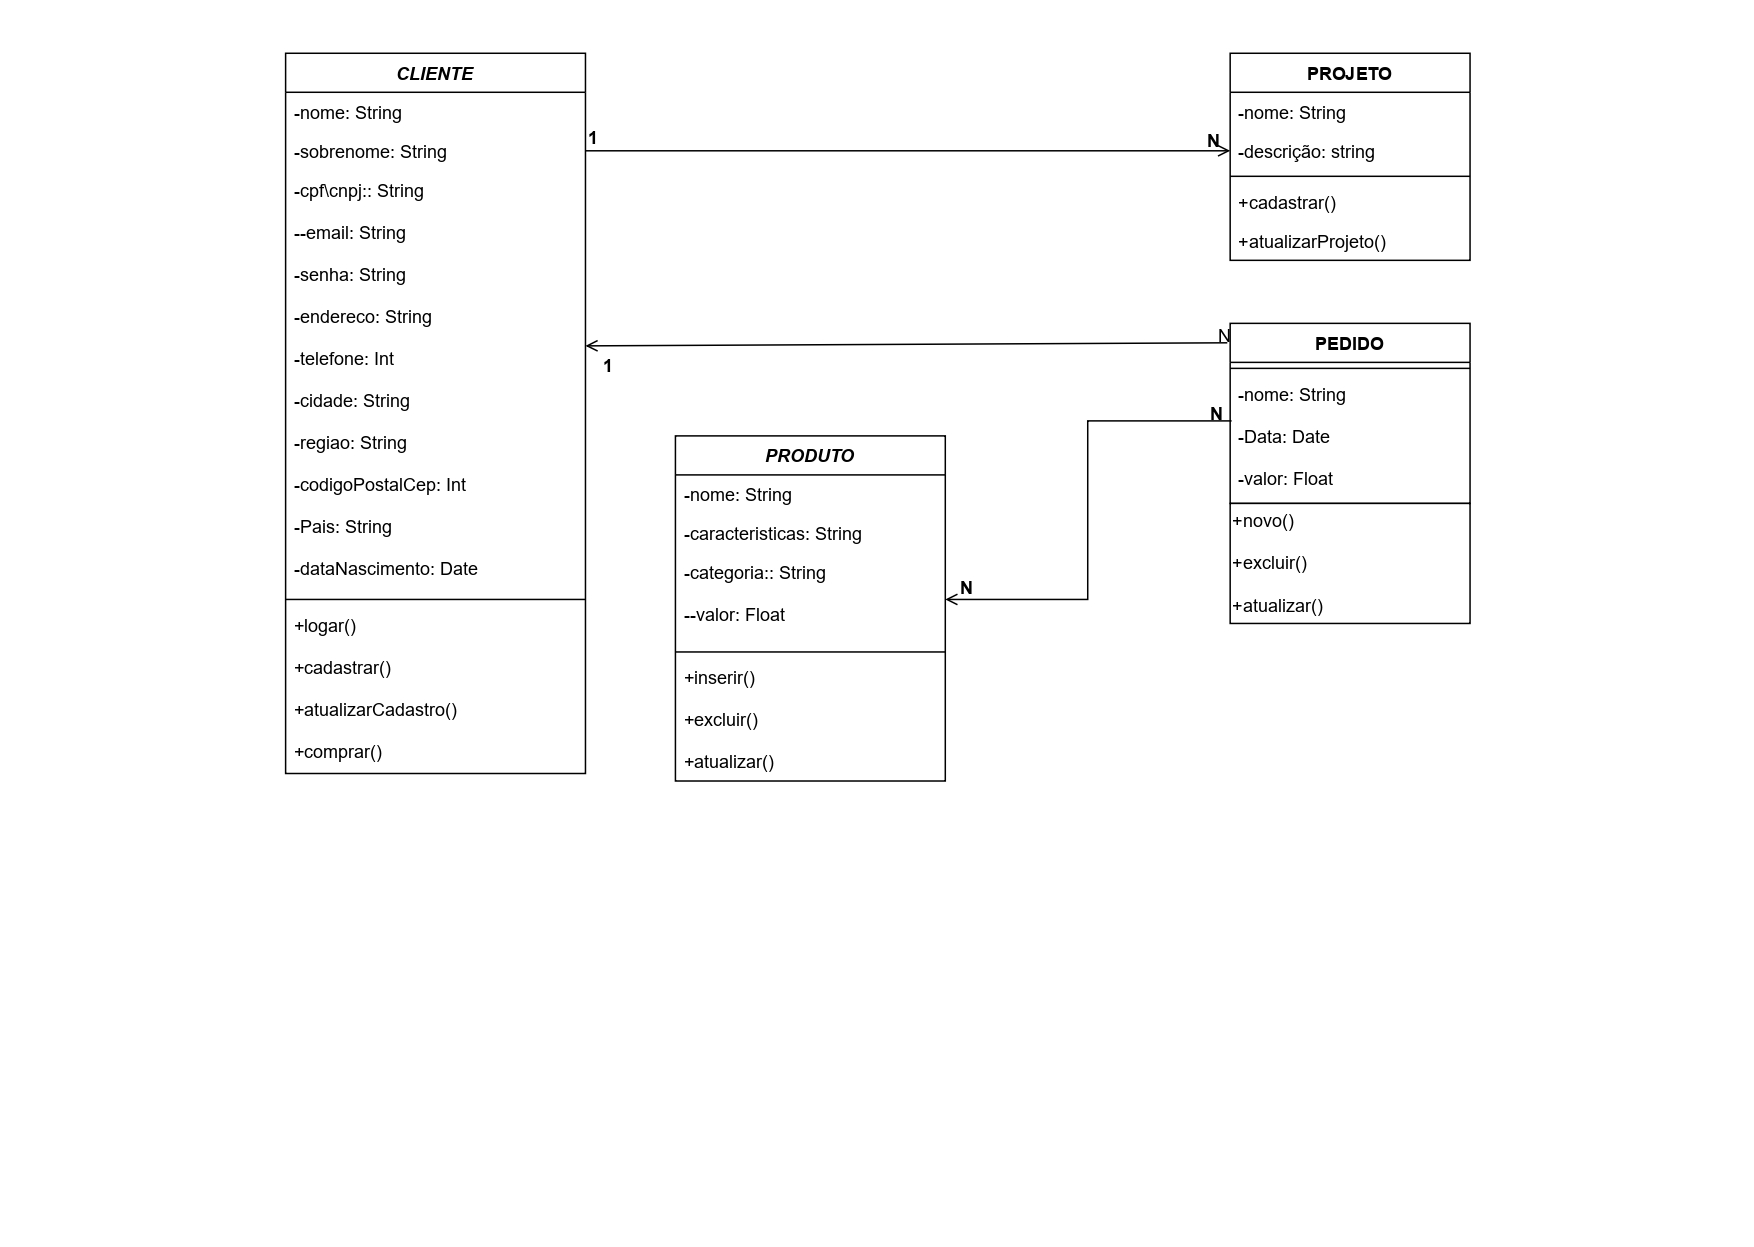 CLIENTE
-nome: String
-sobrenome: String
-cpf\cnpj:: String
--email: String
-senha: String
-endereco: String
-telefone: Int
-cidade: String
-regiao: String
-codigoPostalCep: Int
-Pais: String
-dataNascimento: Date
+logar()
+cadastrar()
+atualizarCadastro()
+comprar()
1
N
PROJETO
-nome: String
-descrição: string
+cadastrar()
+atualizarProjeto()
1
N
PRODUTO
-nome: String
-caracteristicas: String
-categoria:: String
--valor: Float
+inserir()
+excluir()
+atualizar()
N
N
PEDIDO
-nome: String
-Data: Date
-valor: Float
+novo()
+excluir()
+atualizar()